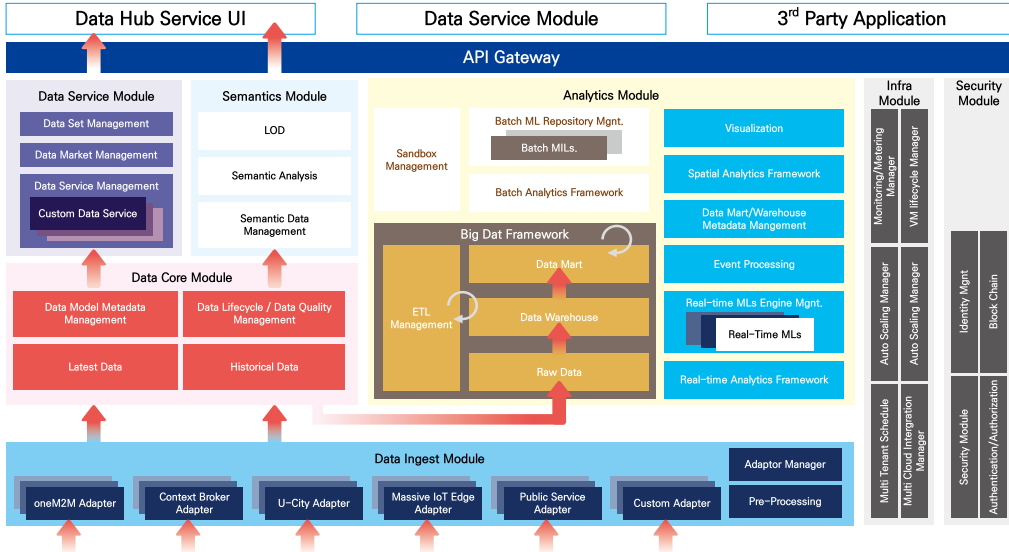 Data Hub Service UI
Data Service Module
3rd Party Application
API Gateway
Data Service Module
Data Set Management
Data Market Management
Data Service Management
Custom Data Service
Semantics Module
LOD
Semantic Analysis
Semantic Data
Management
Data Core Module
Data Model Metadata
Management
Data Lifecycle / Data Quality
Management
Latest Data
Historical Data
Analytics Module
Sandbox
Management
Batch ML Repository Mgnt.
Batch MILs.
Batch Analytics Framework
Big Dat Framework
ETL
Management
Data Mart
Data Warehouse
Raw Data
Visualization
Spatial Analytics Framework
Data Mart/Warehouse
Metadata Mangement
Event Processing
Real-time MLs Engine Mgnt.
Real-Time MLs
Real-time Analytics Framework
Infra
Module
Monitoring/Metering
Manager
VM lifecycle Manager
Auto Scaling Manager
Auto Scaling Manager
Multi Tenant Schedule
Multi Cloud Intergration
Manager
Security
Module
Identity Mgnt
Block Chain
Security Module
Authentication/Authorization
Data Ingest Module
oneM2M Adapter
Context Broker
Adapter
U-City Adapter
Massive IoT Edge
Adapter
Public Service
Adapter
Custom Adapter
Adaptor Manager
Pre-Processing